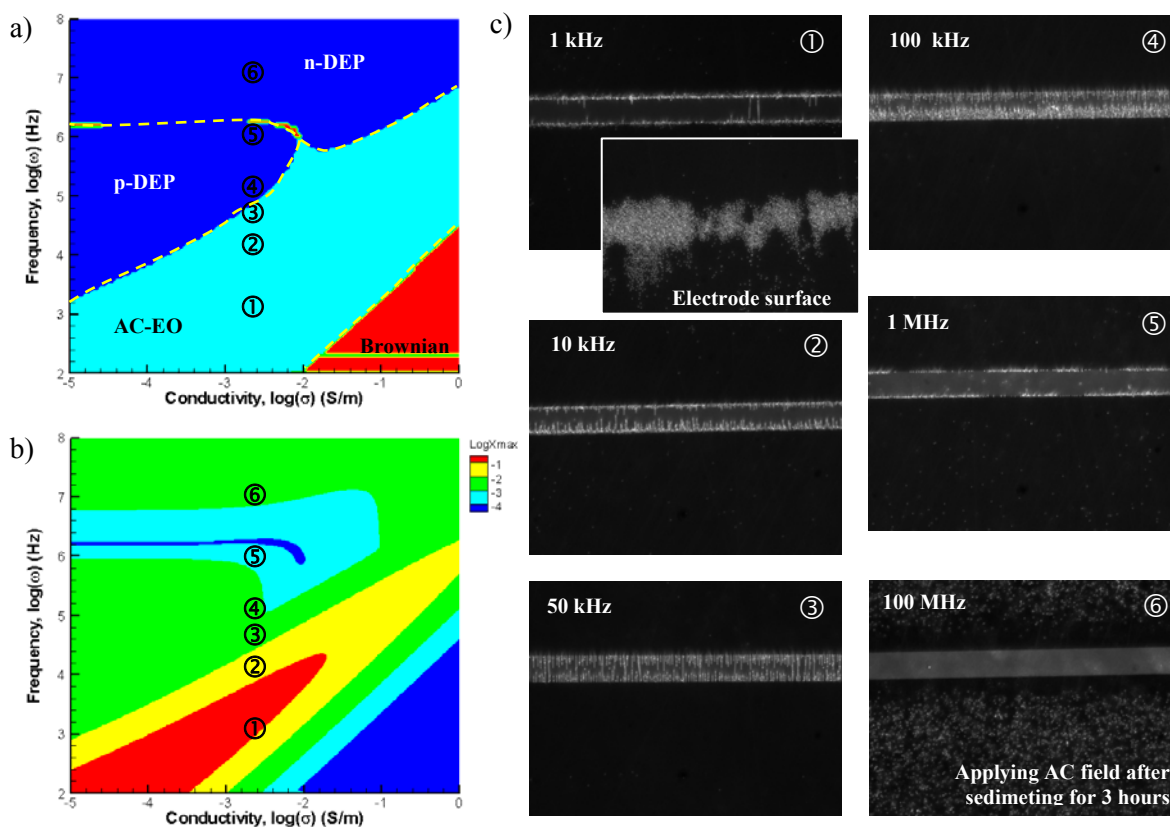 a)
8
7
6
5
4
3
2
Frequency, log(ω) (Hz)
n-DEP
p-DEP
AC-EO
Brownian
⑥
⑤
④
③
②
①
-5 -4 -3 -2 -1 0
Conductivity, log(σ) (S/m)
b)
8
7
6
5
4
3
2
Frequency, log(ω) (Hz)
⑥
⑤
④
③
②
①
-5 -4 -3 -2 -1 0
Conductivity, log(σ) (S/m)
LogXmax
-1
-2
-3
-4
c)
1 kHz ①
Electrode surface
10 kHz ②
50 kHz ③
100 kHz ④
1 MHz ⑤
100 MHz ⑥
Applying AC field after
sedimeting for 3 hours